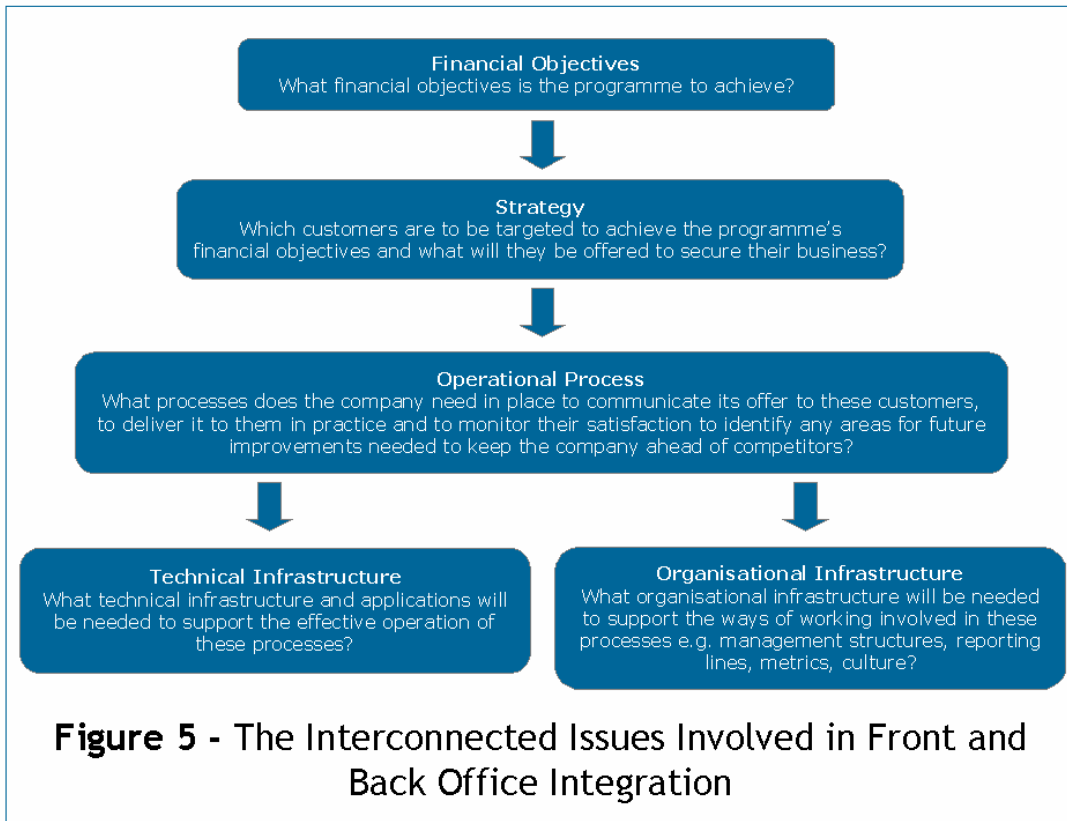 Financial Objectives
What financial objectives is the programme to achieve?
Strategy
Which customers are to be targeted to achieve the programme's
financial objectives and what will they be offered to secure their business?
Operational Process
What processes does the company need in place to communicate its offer to these customers,
to deliver it to them in practice and to monitor their satisfaction to identify any areas for future
improvements needed to keep the company ahead of competitors?
Technical Infrastructure
What technical infrastructure and applications will
be needed to support the effective operation of
these processes?
Organisational Infrastructure
What organisational infrastructure will be needed
to support the ways of working involved in these
processes e.g. management structures, reporting
lines, metrics, culture?
Figure 5 - The Interconnected Issues Involved in Front and
Back Office Integration